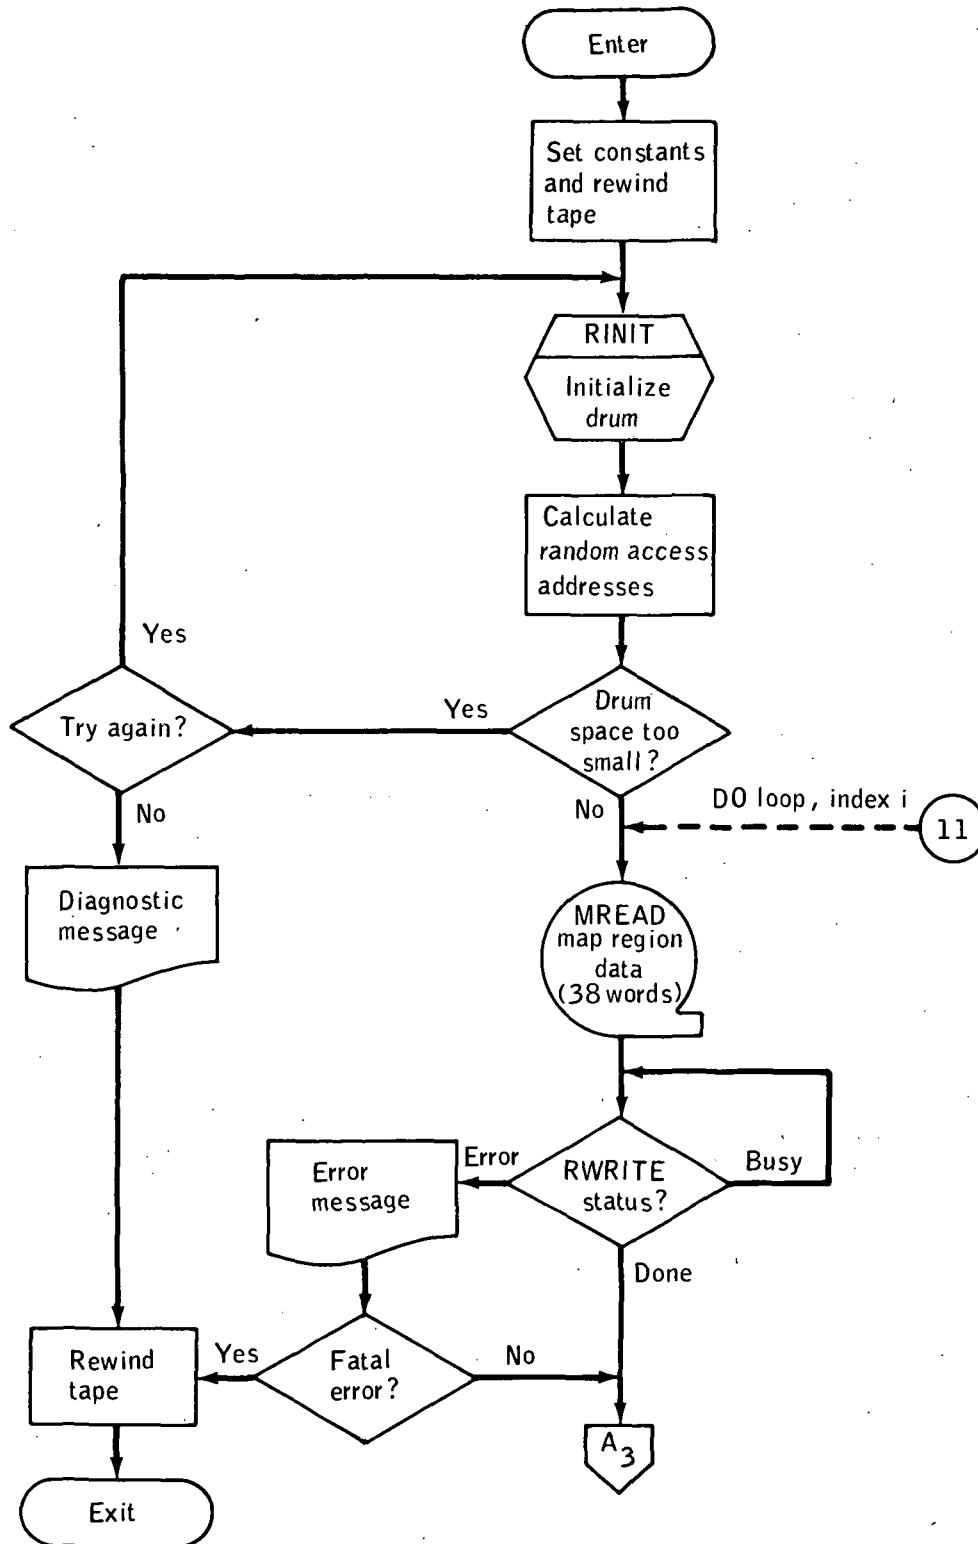 Enter
Set constants
and rewind
tape
RINIT
Initialize
drum
Calculate
random access
addresses
Yes
Try again?
Yes
Drum
space too
small?
No
No
DO loop, index i
11
Diagnostic
message
MREAD
map region
data
(38 words)
Error
message
Error
RWRITE
status?
Busy
Done
Rewind
tape
Yes
Fatal
error?
No
A3
Exit